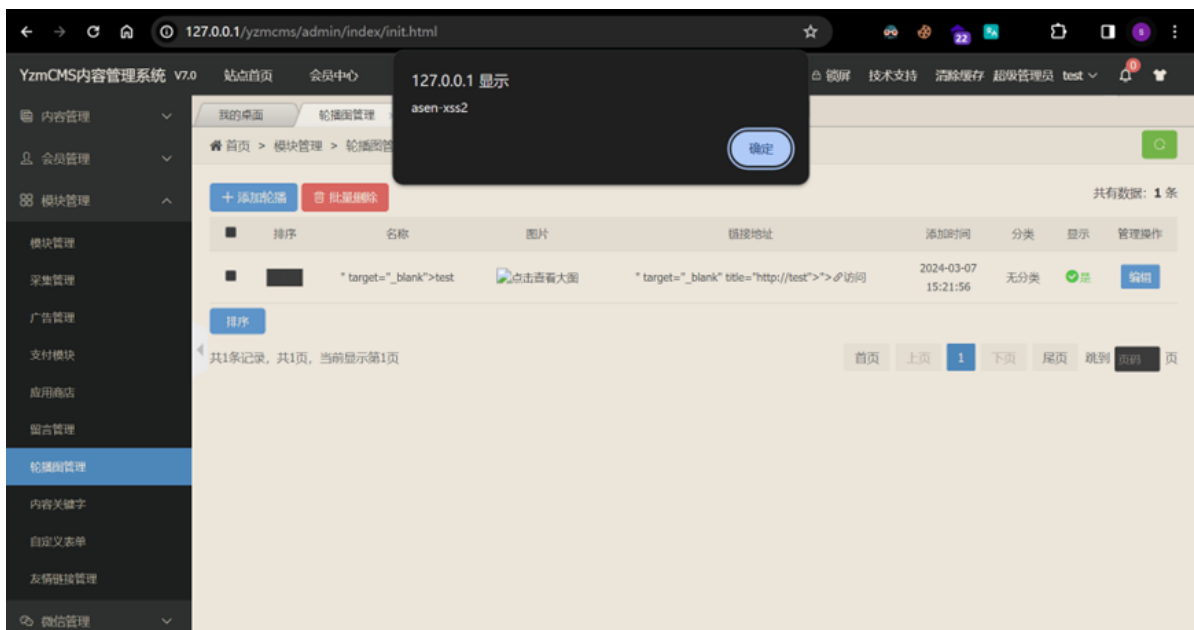 127.0.0.1/yzmcms/admin/index/init.html
22
s
YzmCMS内容管理系统 V7.0 站点首页 会员中心 锁屏 技术支持 清除缓存 超级管理员 test 0
127.0.0.1 显示
asen-xss2
确定
内容管理
会员管理
模块管理
模块管理
采集管理
广告管理
支付模块
应用商店
留言管理
轮播图管理
内容关键字
自定义表单
友情链接管理
微信管理
我的桌面 轮播图管理
首页 > 模块管理 > 轮播图管
添加轮播 批量删除 共有数据: 1 条
排序 名称 图片 链接地址 添加时间 分类 显示 管理操作
" target="_blank">test 点击查看大图 " target="_blank" title="http://test">">访问 2024-03-07 无分类 是 编辑
15:21:56
排序
共1条记录, 共1页, 当前显示第1页 首页 上页 1 下页 尾页 跳到 页码 页